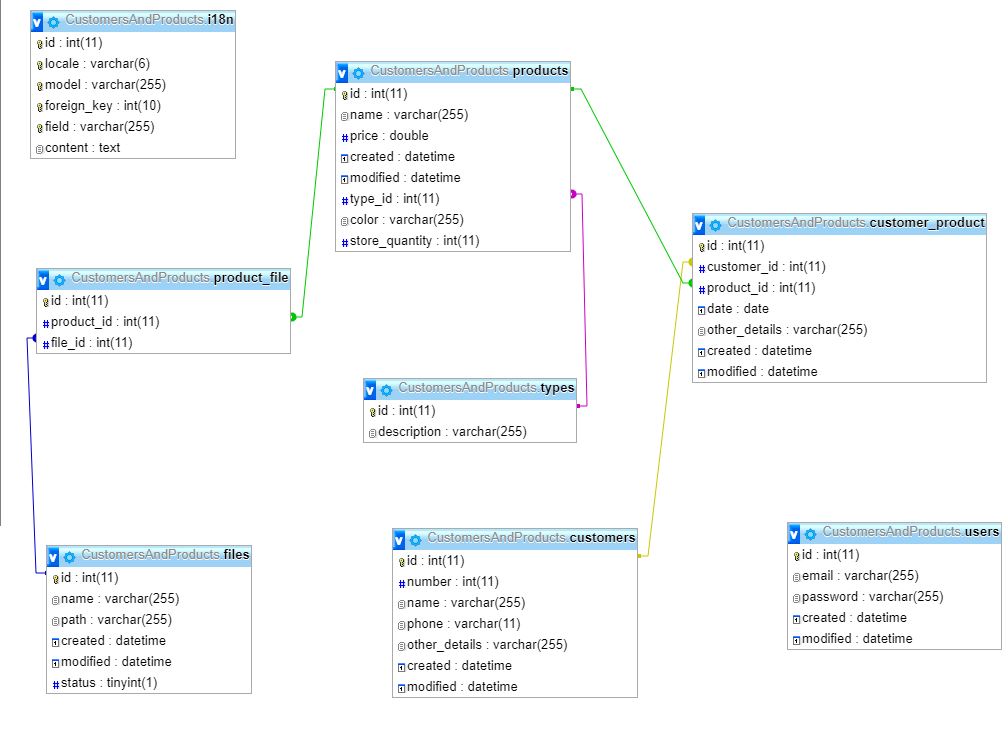 CustomersAndProducts.i18n
id : int(11)
locale : varchar(6)
model : varchar(255)
foreign_key : int(10)
field : varchar(255)
content : text
CustomersAndProducts.products
id : int(11)
name : varchar(255)
price : double
created : datetime
modified : datetime
type_id : int(11)
color : varchar(255)
store_quantity : int(11)
CustomersAndProducts.customer_product
id : int(11)
customer_id : int(11)
product_id : int(11)
date : date
other_details : varchar(255)
created : datetime
modified : datetime
CustomersAndProducts.product_file
id : int(11)
product_id : int(11)
file_id : int(11)
CustomersAndProducts.types
id : int(11)
description : varchar(255)
CustomersAndProducts.files
id : int(11)
name : varchar(255)
path : varchar(255)
created : datetime
modified : datetime
status : tinyint(1)
CustomersAndProducts.customers
id : int(11)
number : int(11)
name : varchar(255)
phone : varchar(11)
other_details : varchar(255)
created : datetime
modified : datetime
CustomersAndProducts.users
id : int(11)
email : varchar(255)
password : varchar(255)
created : datetime
modified : datetime